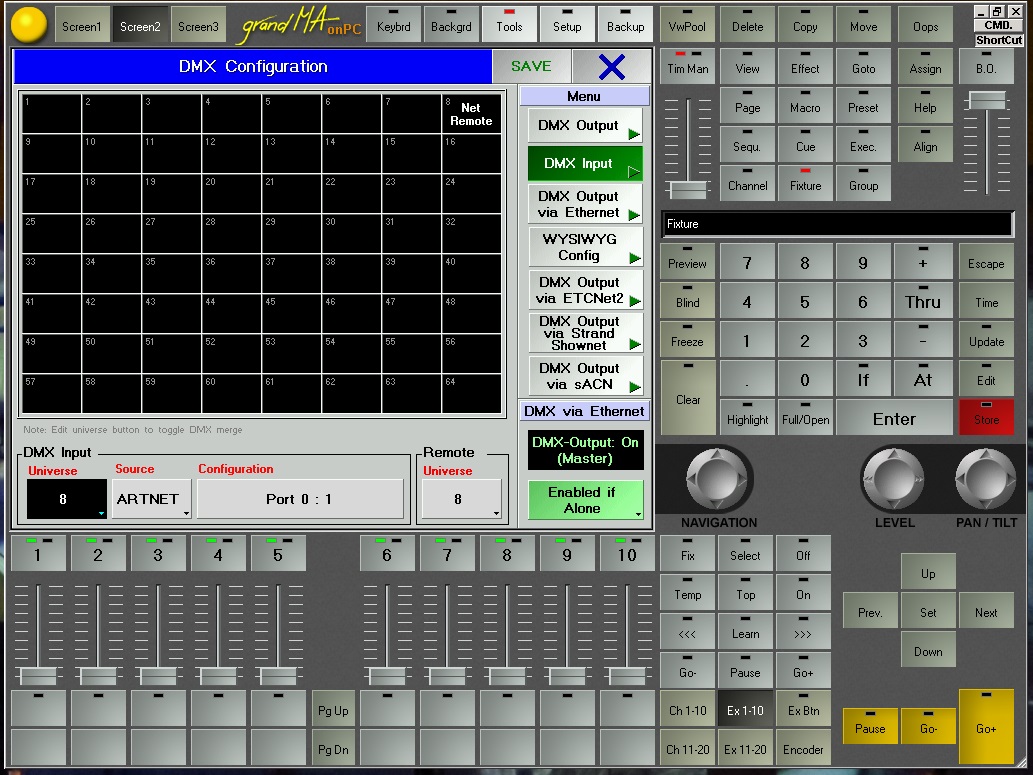 Screen1 Screen2 Screen3 grandMA onPC Keybrd Backgrd Tools Setup Backup VwPool Delete Copy Move Oops CMD.
ShortCut
DMX Configuration SAVE
Tim Man View Effect Goto Assign B.O.
Menu
1 2 3 4 5 6 7 8 Net Remote
DMX Output
Page Macro Preset Help
9 10 11 12 13 14 15 16
DMX Input
Sequ. Cue Exec. Align
17 18 19 20 21 22 23 24
DMX Output
via Ethernet
Channel Fixture Group
25 26 27 28 29 30 31 32
WYSIWYG
Config
Fixture
33 34 35 36 37 38 39 40
DMX Output
via ETCNet2
Preview 7 8 9 + Escape
41 42 43 44 45 46 47 48
DMX Output
via Strand
Shownet
Blind 4 5 6 Thru Time
49 50 51 52 53 54 55 56
DMX Output
via sACN
Freeze 1 2 3 - Update
57 58 59 60 61 62 63 64
Clear . 0 If At Edit
DMX via Ethernet
Highlight Full/Open Enter Store
Note: Edit universe button to toggle DMX merge
DMX-Output: On
(Master)
DMX Input Remote
Universe Source Configuration Universe
8 ARTNET Port 0 : 1 8
Enabled if
Alone
NAVIGATION LEVEL PAN / TILT
1 2 3 4 5 6 7 8 9 10
Fix Select Off
Up
Temp Top On
Prev. Set Next
<<< Learn >>>
Down
Go- Pause Go+
Pg Up
Ch 1-10 Ex 1-10 Ex Btn
Pause Go- Go+
Pg Dn
Ch 11-20 Ex 11-20 Encoder